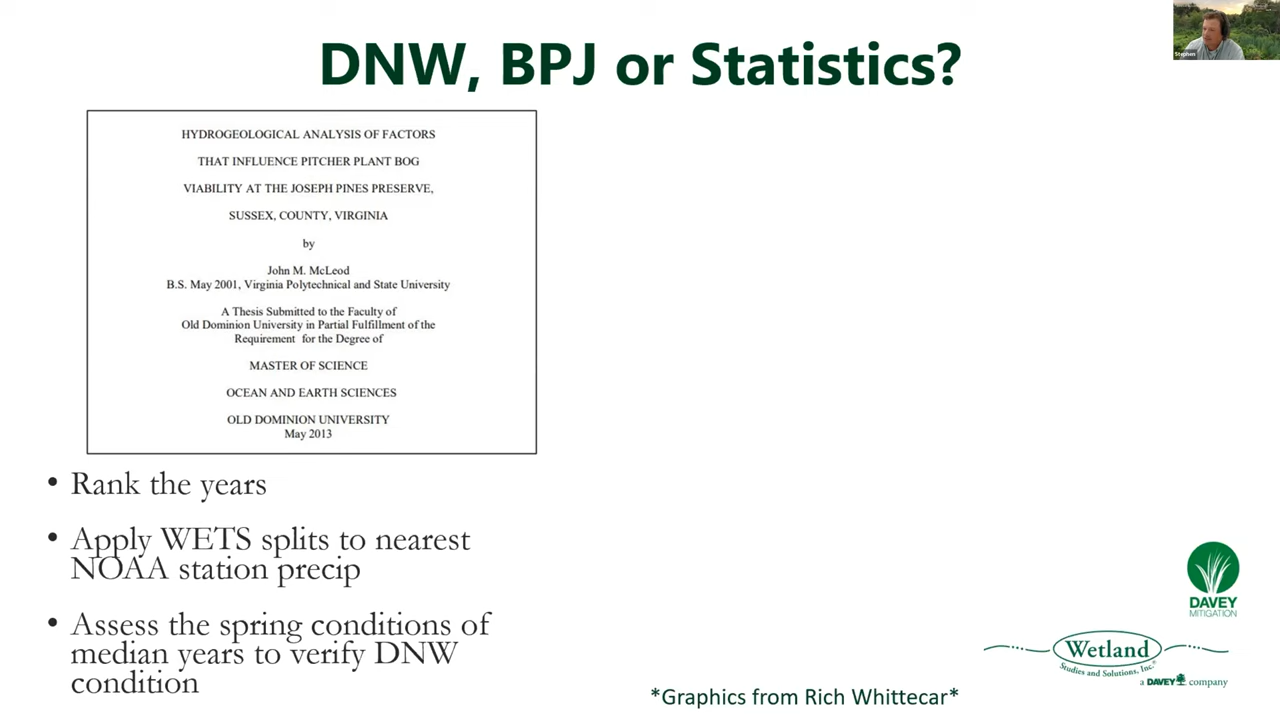 Stephen
DNW, BPJ or Statistics?
HYDROGEOLOGICAL ANALYSIS OF FACTORS
THAT INFLUENCE PITCHER PLANT BOG
VIABILITY AT THE JOSEPH PINES PRESERVE,
SUSSEX, COUNTY, VIRGINIA
by
John M. McLeod
B.S. May 2001, Virginia Polytechnical and State University
A Thesis Submitted to the Faculty of
Old Dominion University in Partial Fulfillment of the
Requirement for the Degree of
MASTER OF SCIENCE
OCEAN AND EARTH SCIENCES
OLD DOMINION UNIVERSITY
May 2013
• Rank the years
• Apply WETS splits to nearest
NOAA station precip
• Assess the spring conditions of
median years to verify DNW
condition
*Graphics from Rich Whittecar*
DAVEY
MITIGATION
Wetland
Studies and Solutions, Inc.®
a DAVEY company